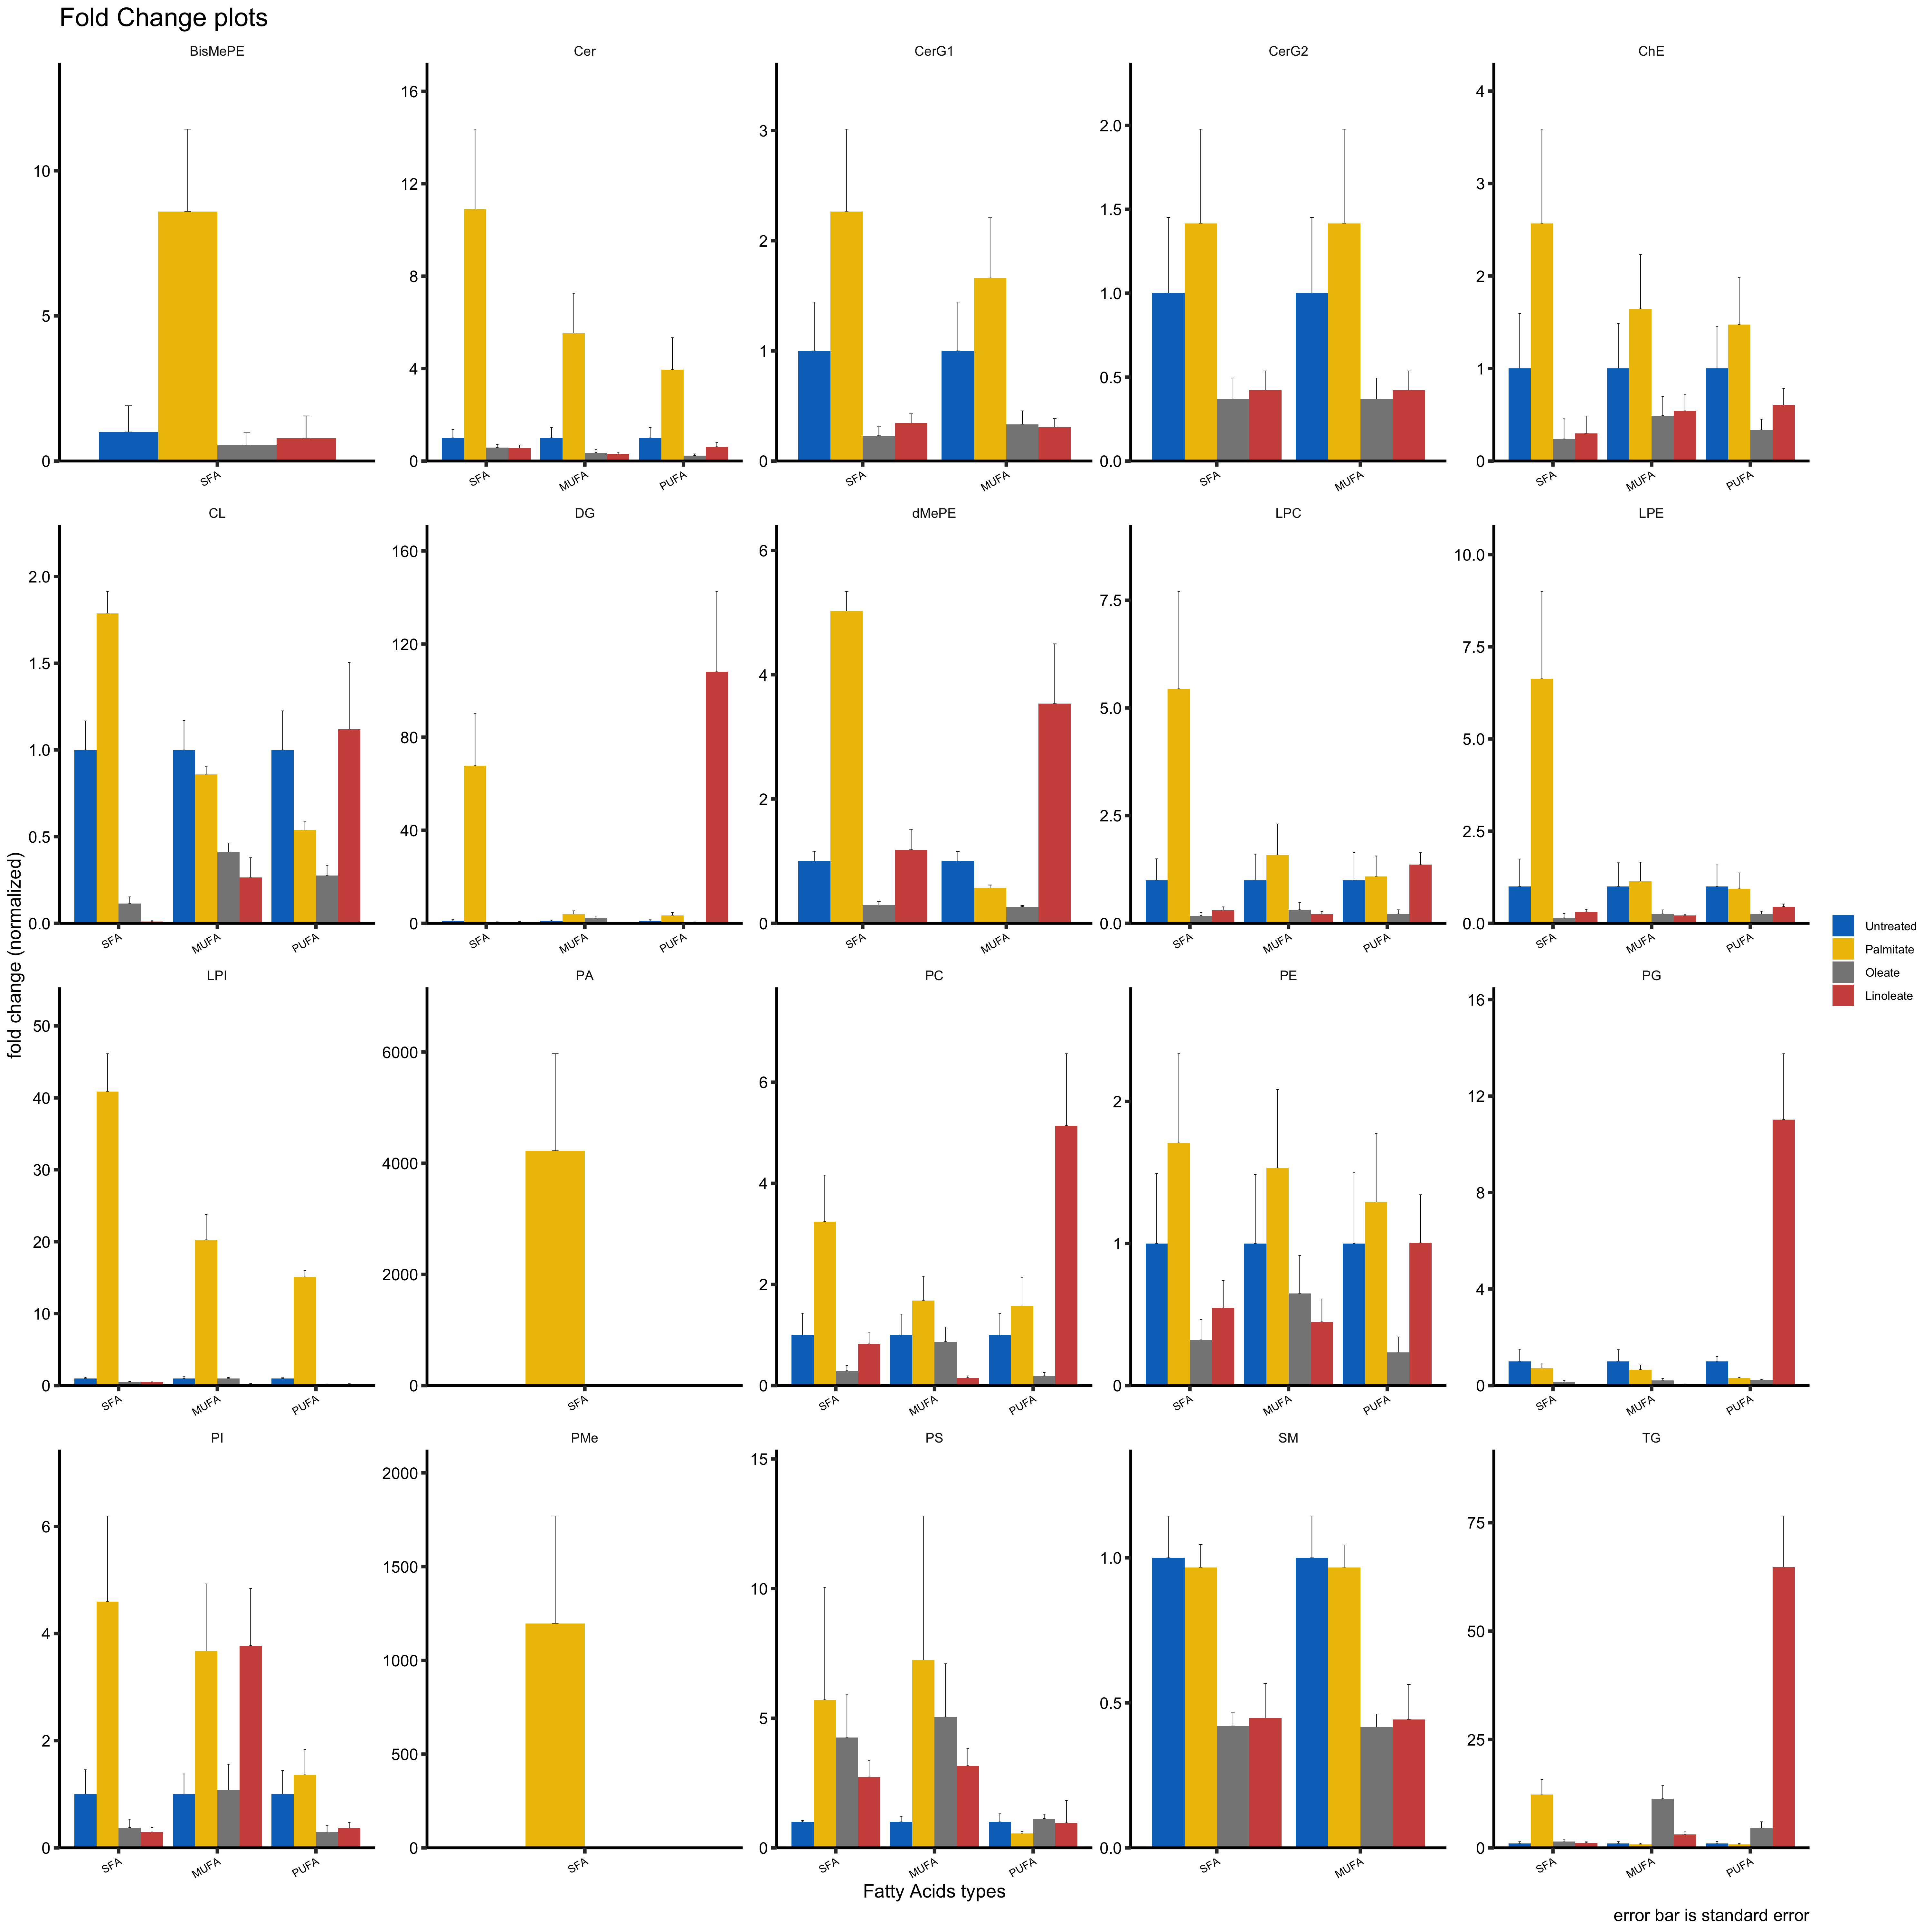 Fold Change plots
BisMePE Cer CerG1 CerG2 ChE
10 16 3 2.0 4
5 12 2 1.5 3
0 8 1 1.0 2
4 0 0.5 1
0 0.0 0
SFA SFA MUFA PUFA SFA MUFA SFA MUFA SFA MUFA PUFA
CL DG dMePE LPC LPE
2.0 160 6 7.5 10.0
1.5 120 4 5.0 7.5
1.0 80 2 2.5 5.0
0.5 40 0 0.0 2.5
0.0 0 0.0
SFA MUFA PUFA SFA MUFA PUFA SFA MUFA SFA MUFA PUFA SFA MUFA PUFA
fold change (normalized)
Untreated
Palmitate
Oleate
Linoleate
LPI PA PC PE PG
50 6000 6 2 16
40 4000 4 1 12
30 2000 2 0 8
20 0 0 4
10 0
0
SFA MUFA PUFA SFA SFA MUFA PUFA SFA MUFA PUFA SFA MUFA PUFA
PI PMe PS SM TG
6 2000 15 1.0 75
4 1500 10 0.5 50
2 1000 5 0.0 25
0 500 0 0
0
SFA MUFA PUFA SFA SFA MUFA PUFA SFA MUFA SFA MUFA PUFA
Fatty Acids types
error bar is standard error